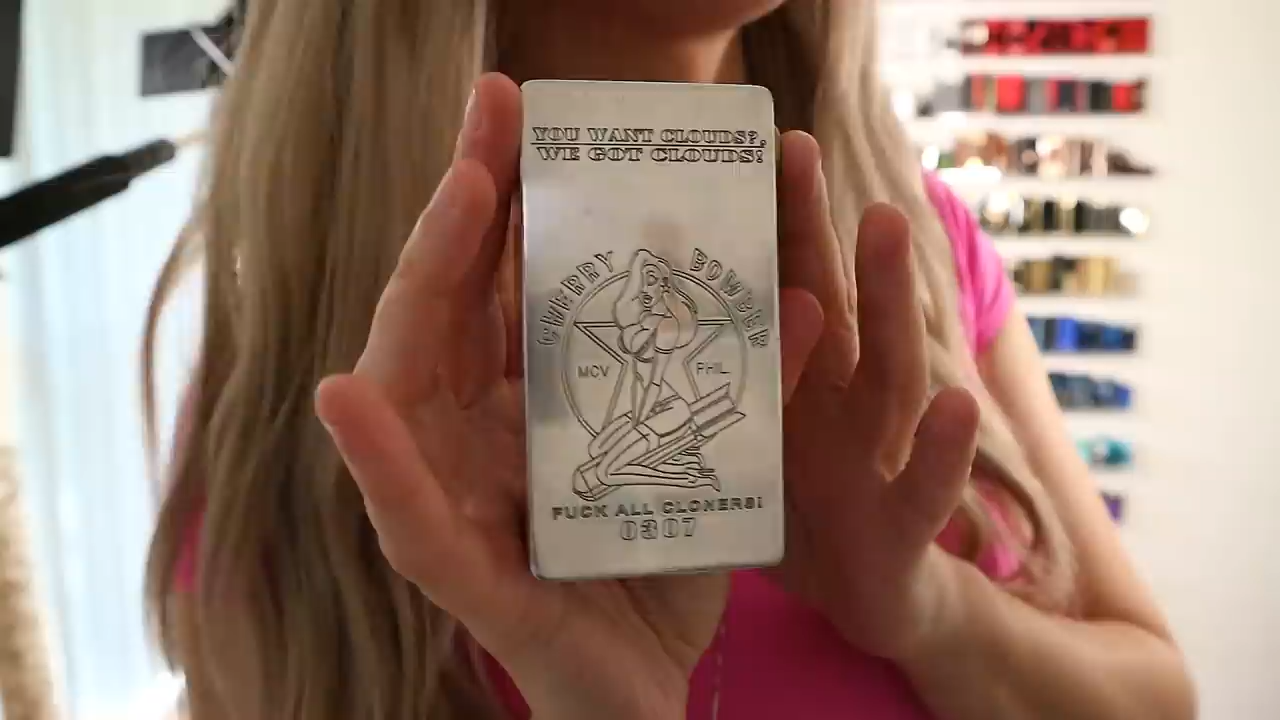 YOU WANT CLOUDS?,
WE GOT CLOUDS!
CHERRY BOMBER
MCV PHIL
FUCK ALL CLONERS!
0307